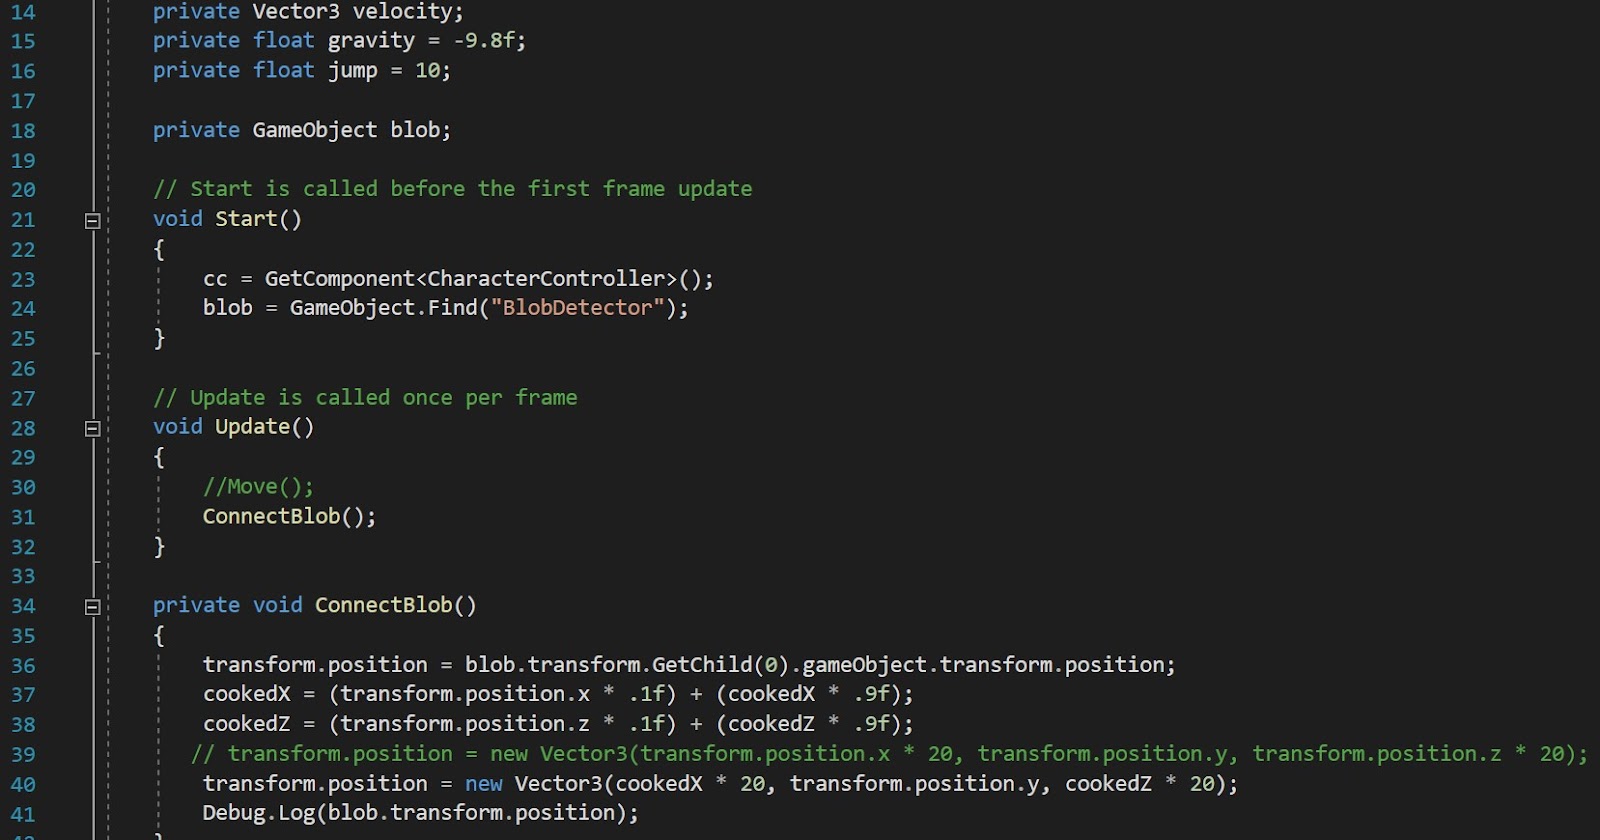 14 private Vector3 velocity;
15 private float gravity = -9.8f;
16 private float jump = 10;
17
18 private GameObject blob;
19
20 // Start is called before the first frame update
21 void Start()
22 {
23 cc = GetComponent<CharacterController>();
24 blob = GameObject.Find("BlobDetector");
25 }
26
27 // Update is called once per frame
28 void Update()
29 {
30 //Move();
31 ConnectBlob();
32 }
33
34 private void ConnectBlob()
35 {
36 transform.position = blob.transform.GetChild(0).gameObject.transform.position;
37 cookedX = (transform.position.x * .1f) + (cookedX * .9f);
38 cookedZ = (transform.position.z * .1f) + (cookedZ * .9f);
39 // transform.position = new Vector3(transform.position.x * 20, transform.position.y, transform.position.z * 20);
40 transform.position = new Vector3(cookedX * 20, transform.position.y, cookedZ * 20);
41 Debug.Log(blob.transform.position);